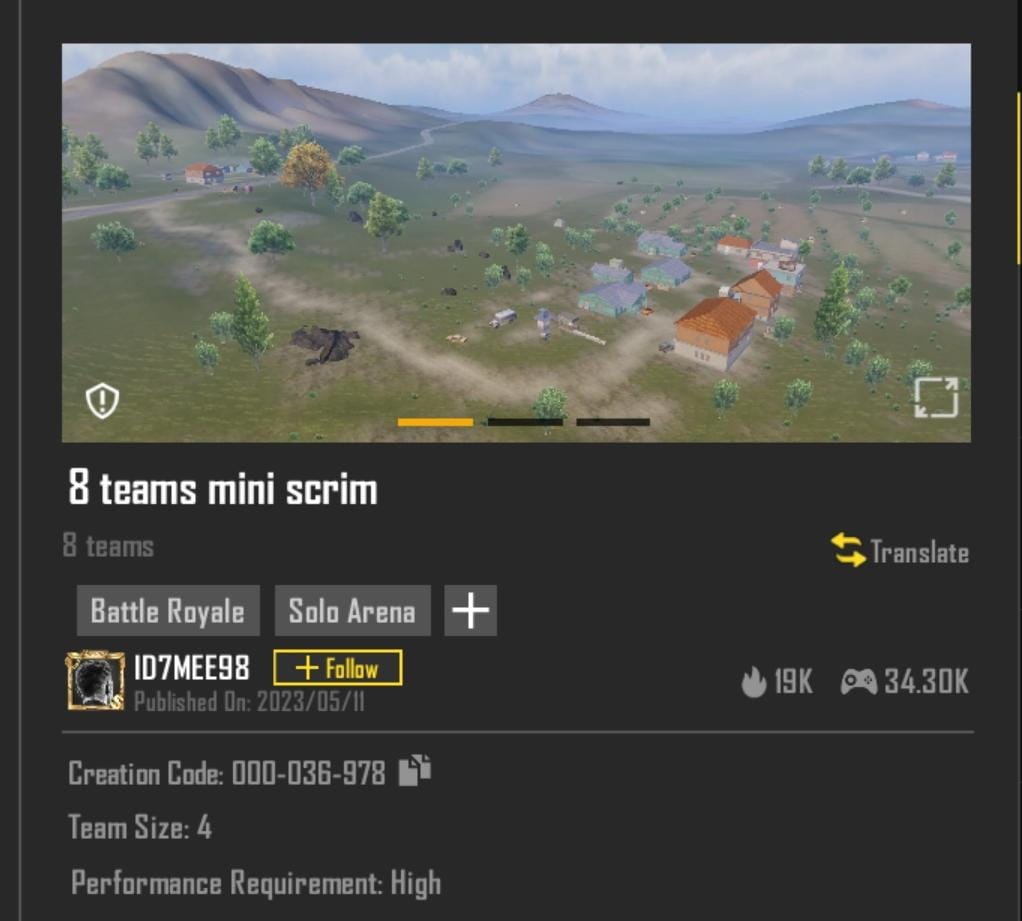 8 teams mini scrim
8 teams
Translate
Battle Royale
Solo Arena
ID7MEE98
+ Follow
Published On: 2023/05/11
19K
34.30K
Creation Code: 000-036-978
Team Size: 4
Performance Requirement: High